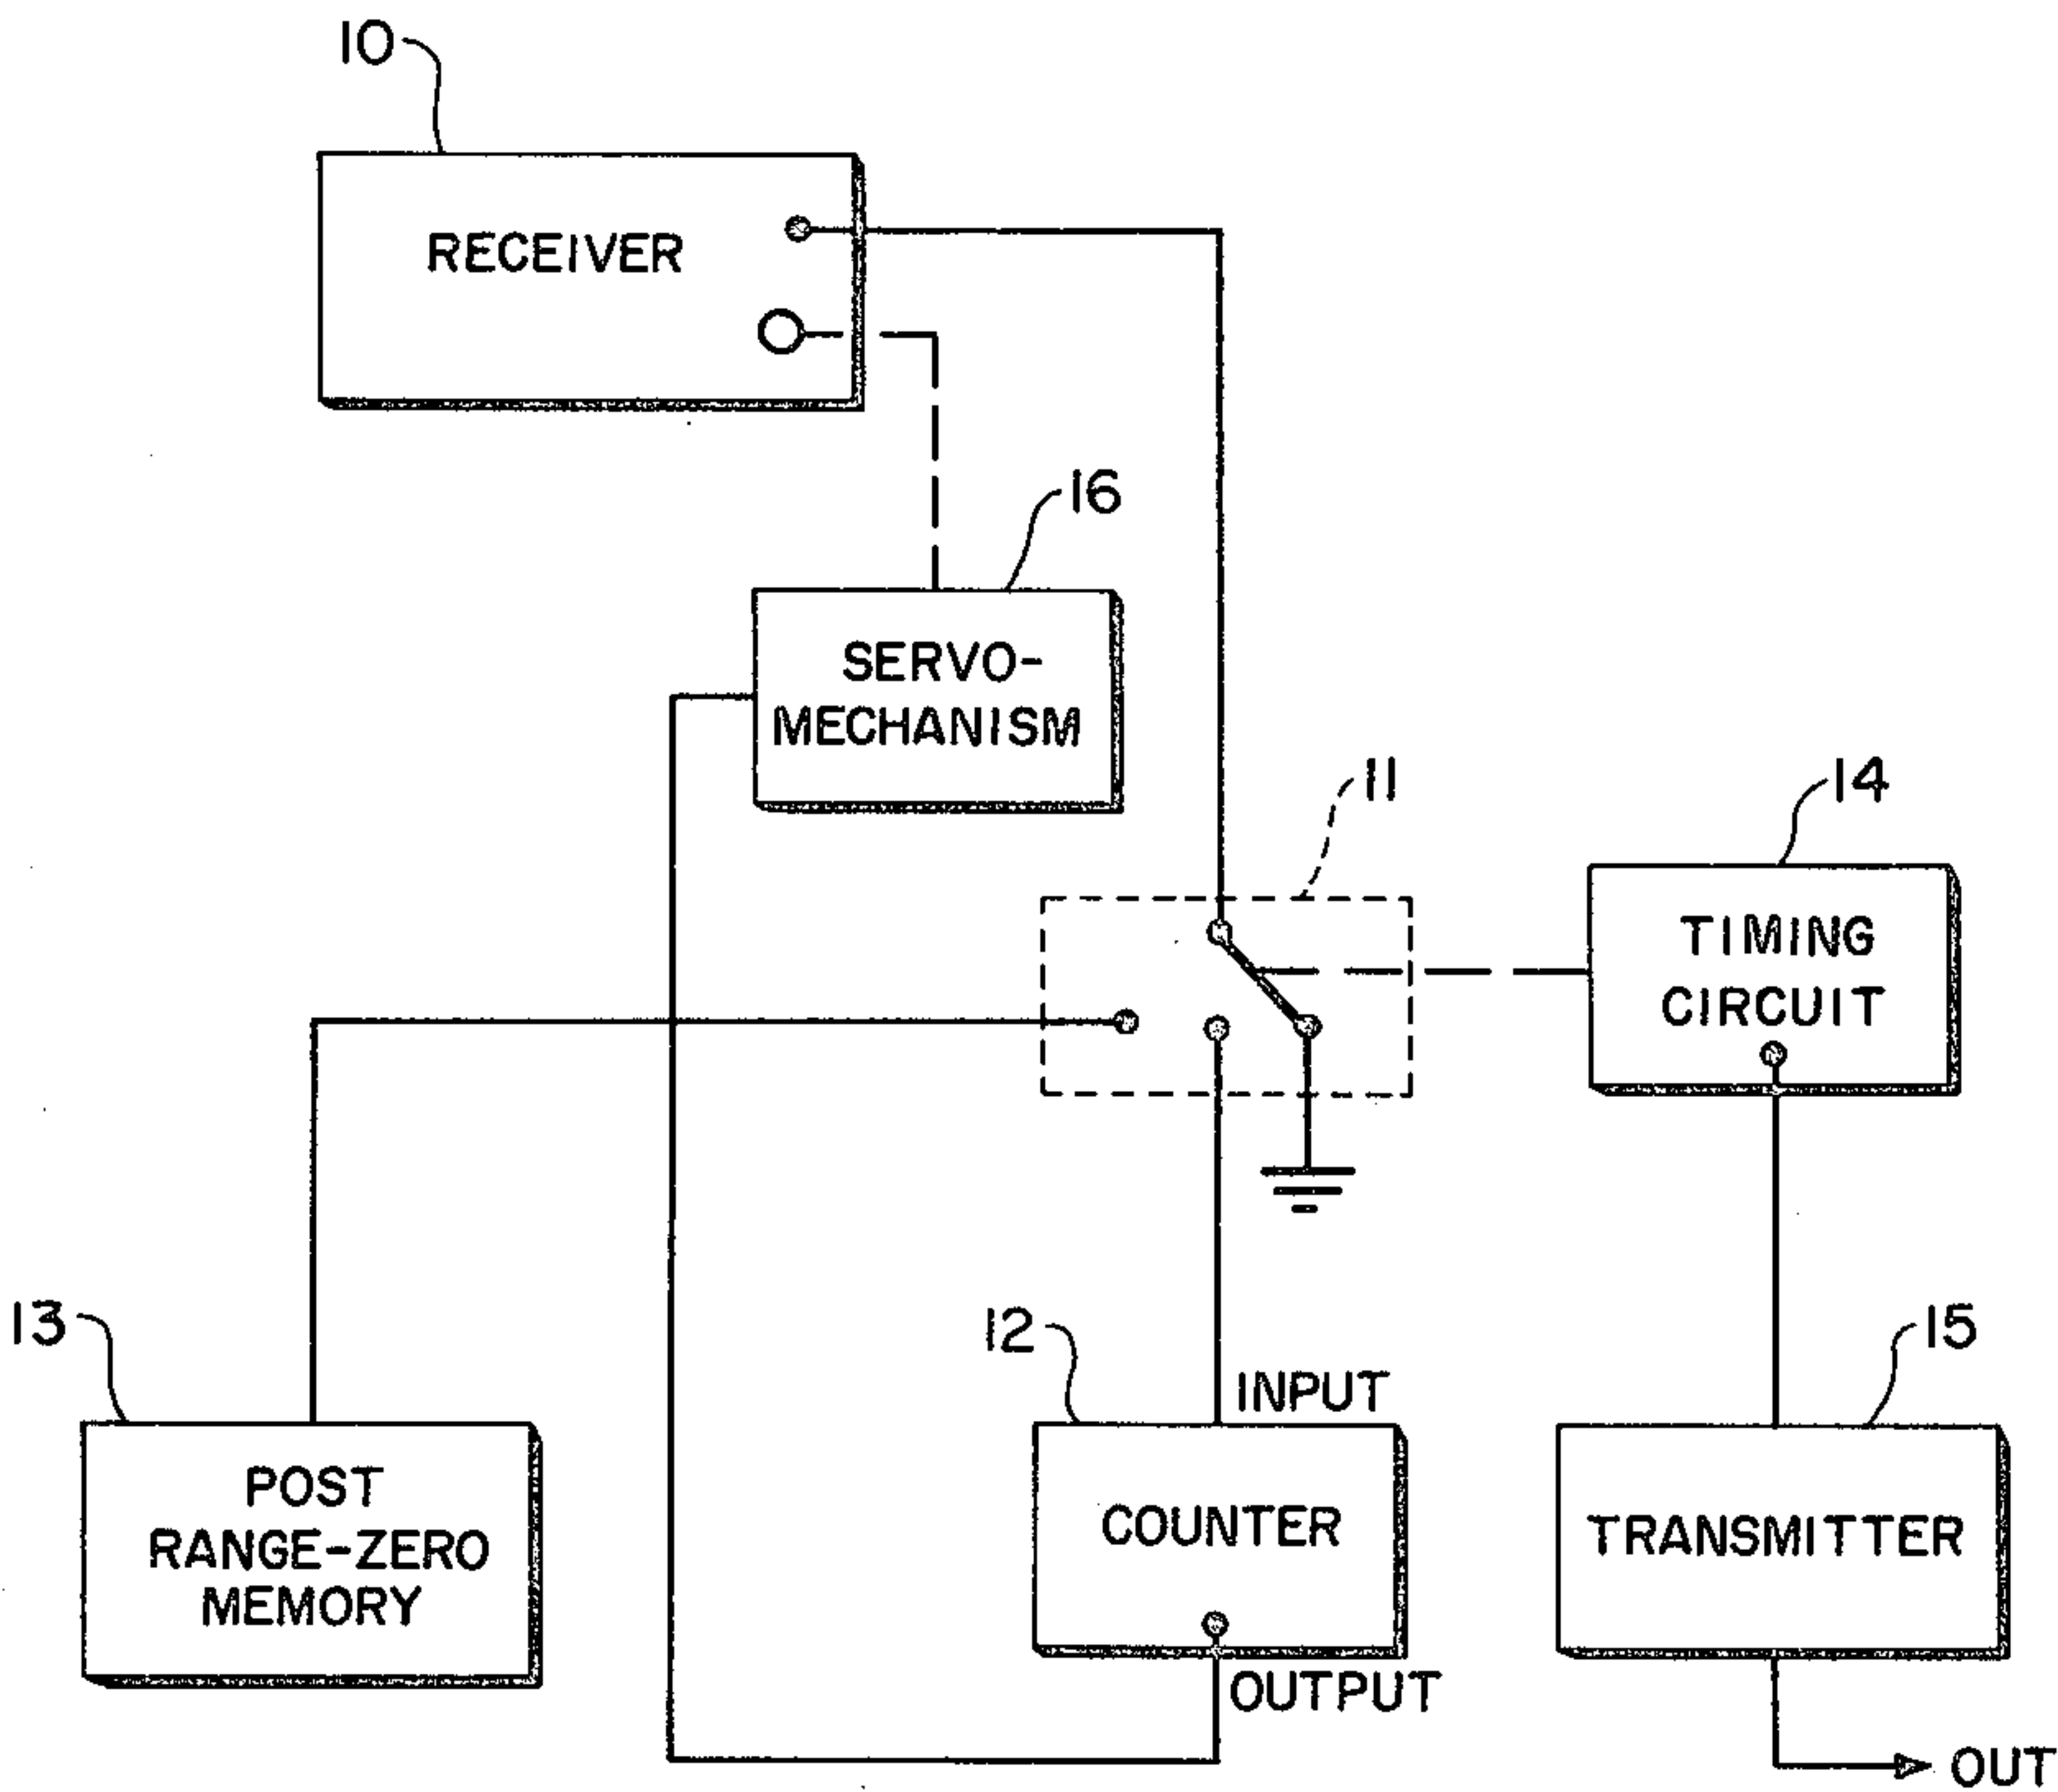 10
RECEIVER
16
SERVO-
MECHANISM
11
14
TIMING
CIRCUIT
13
POST
RANGE-ZERO
MEMORY
12
INPUT
COUNTER
OUTPUT
15
TRANSMITTER
OUT